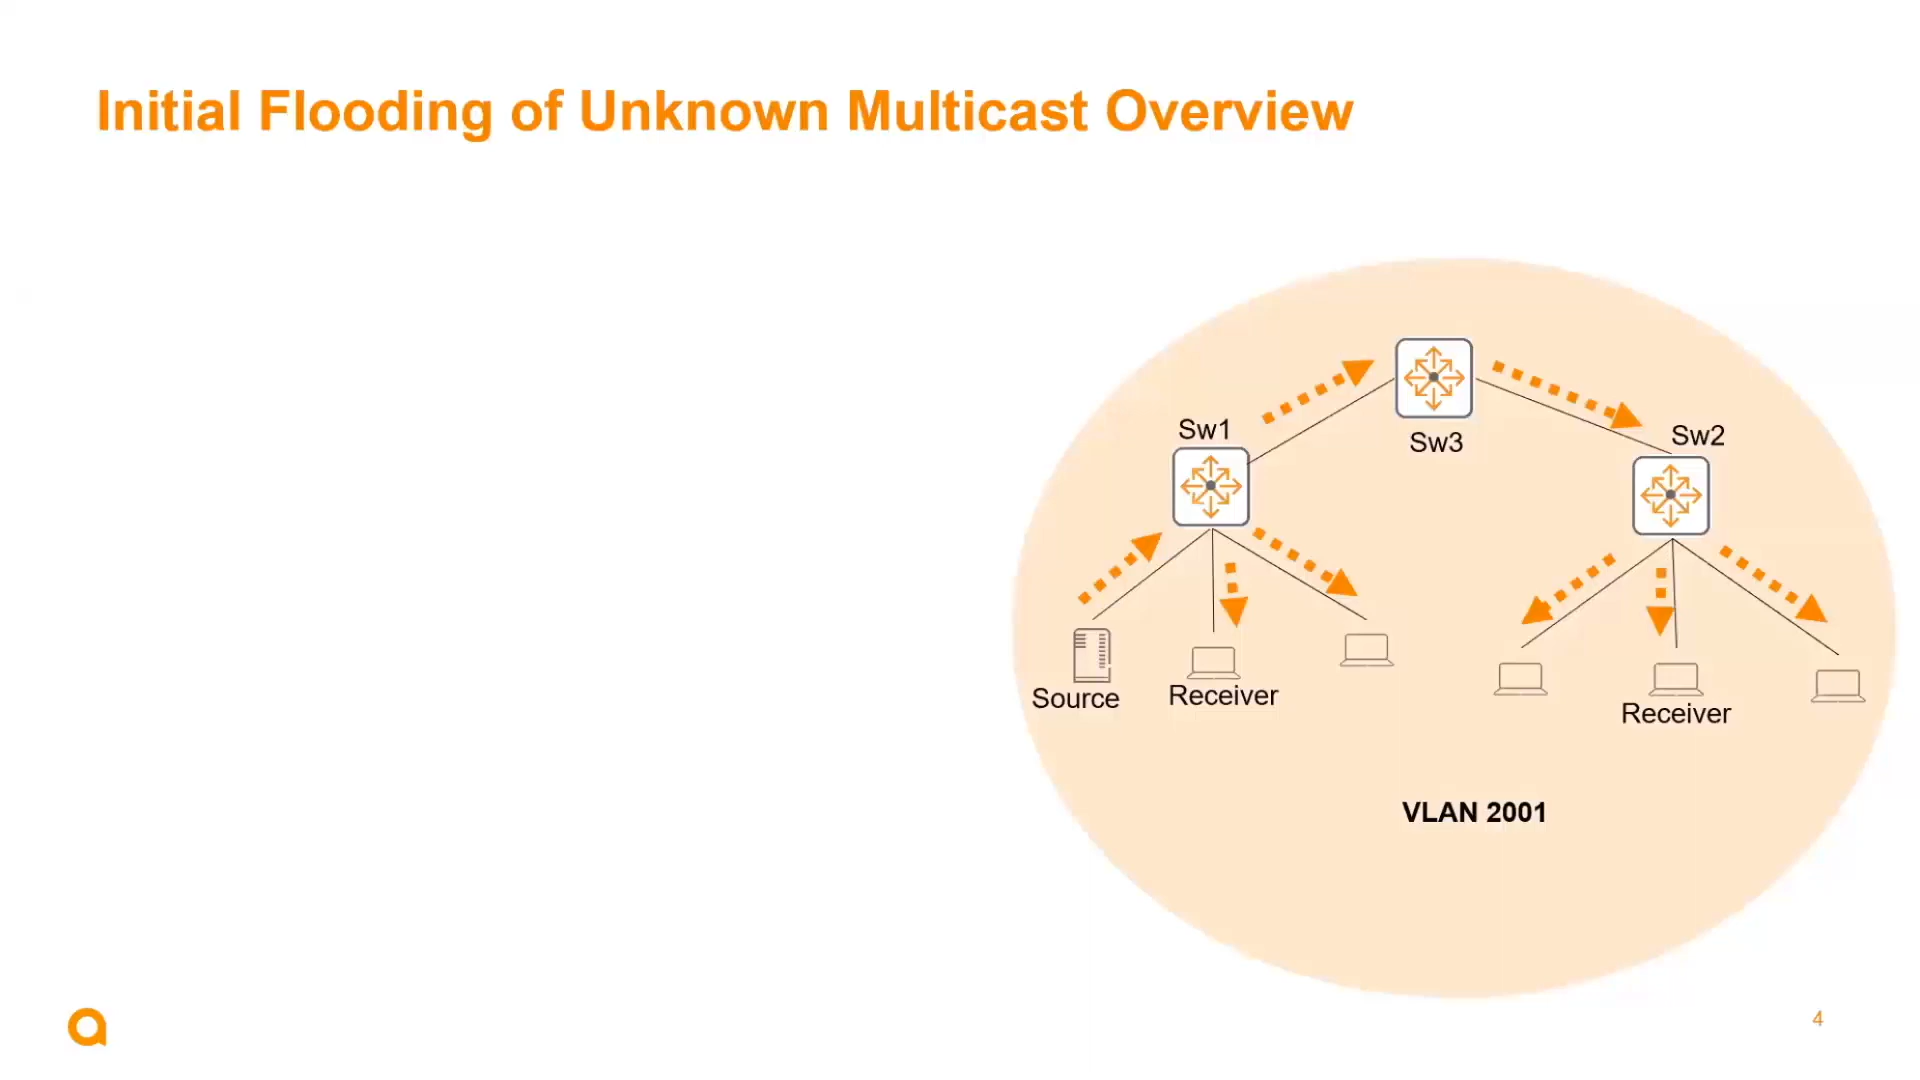 Initial Flooding of Unknown Multicast Overview
Sw1
Sw3
Sw2
Source
Receiver
Receiver
VLAN 2001
4